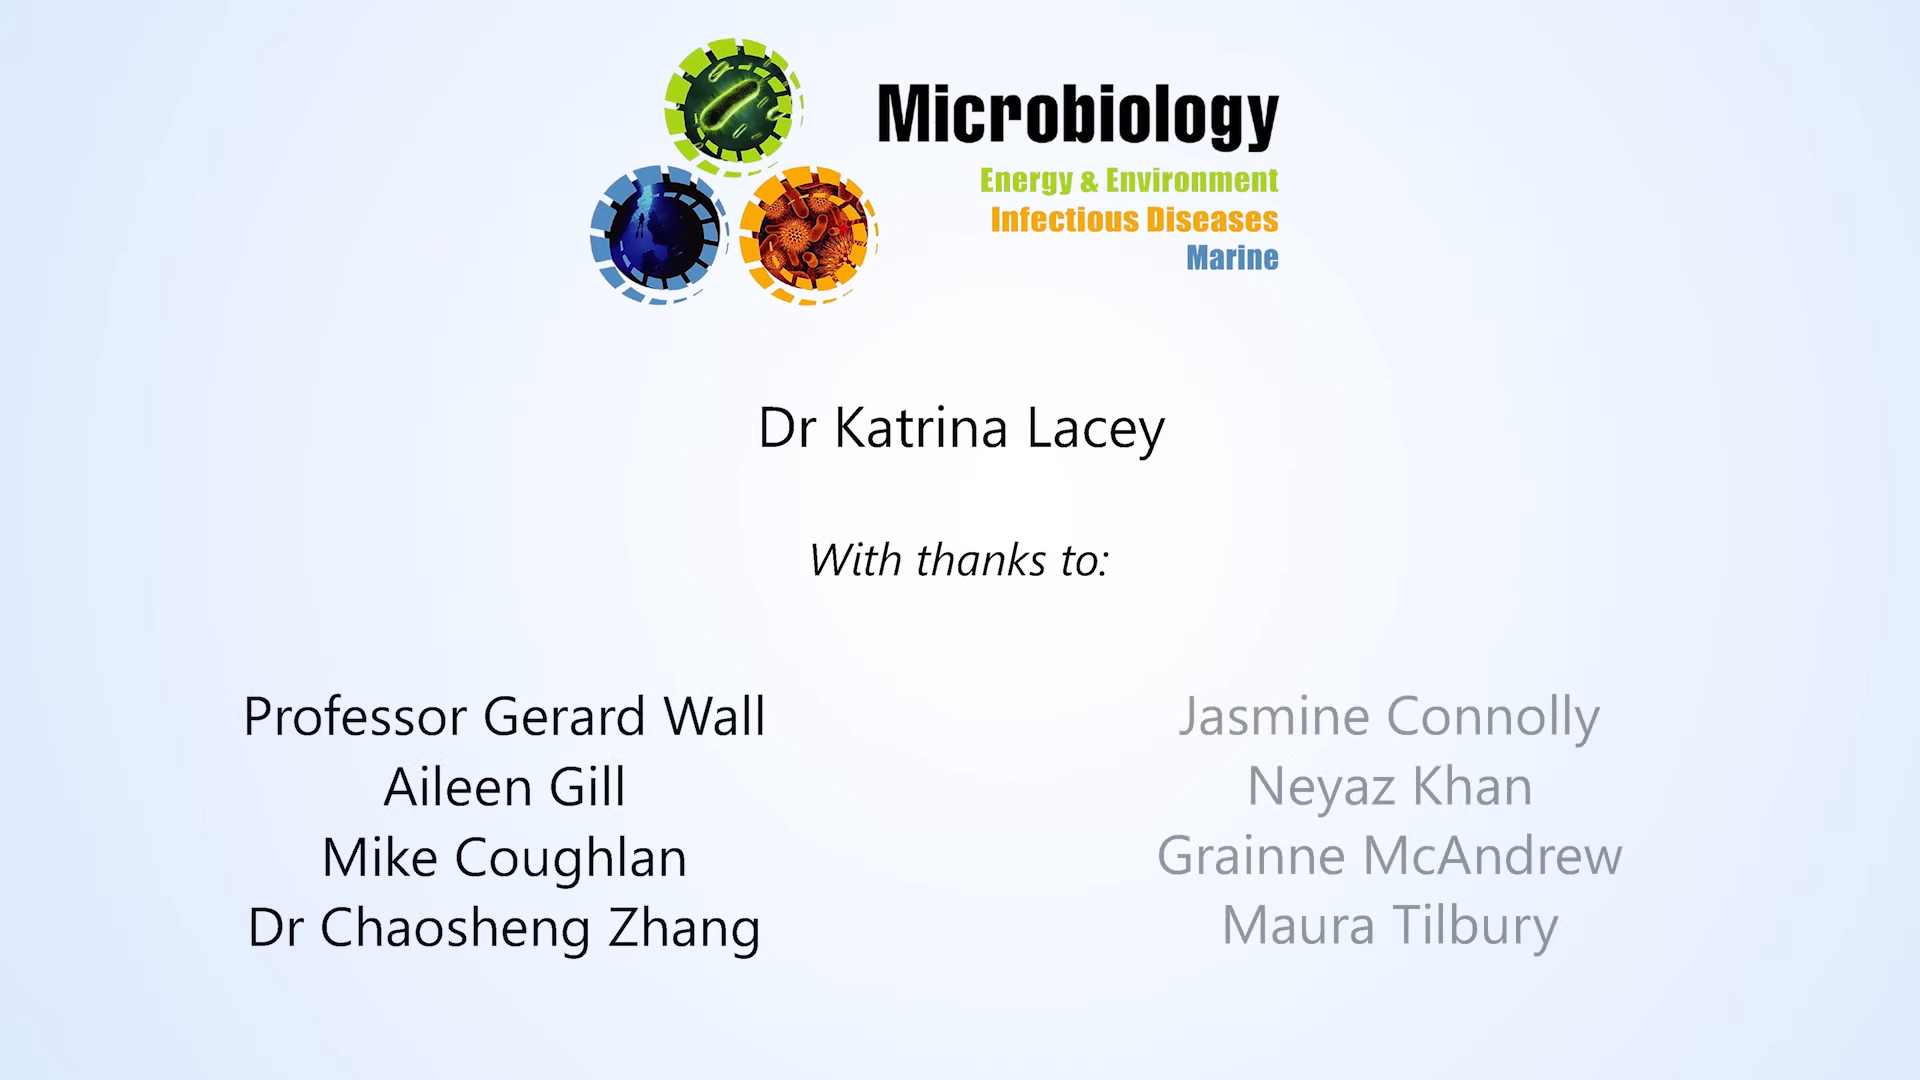 Microbiology
Energy & Environment
Infectious Diseases
Marine
Dr Katrina Lacey
With thanks to:
Professor Gerard Wall
Aileen Gill
Mike Coughlan
Dr Chaosheng Zhang
Jasmine Connolly
Neyaz Khan
Grainne McAndrew
Maura Tilbury